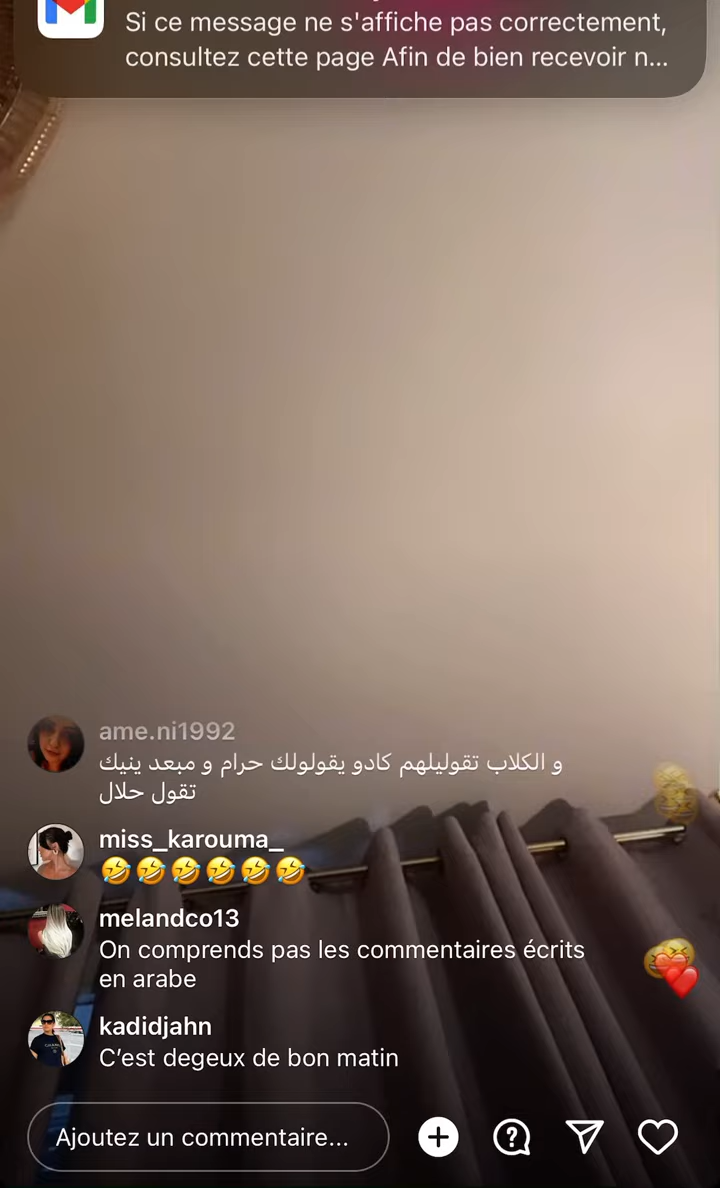 Si ce message ne s'affiche pas correctement,
consultez cette page Afin de bien recevoir n...
ame.ni1992
و الكلاب تقوليلهم كادو يقولولك حرام و مبعد ينيك
تقول حلال
miss_karouma_
🤣🤣🤣🤣🤣🤣
melandco13
On comprends pas les commentaires écrits
en arabe
kadidjahn
C’est degeux de bon matin
Ajoutez un commentaire...